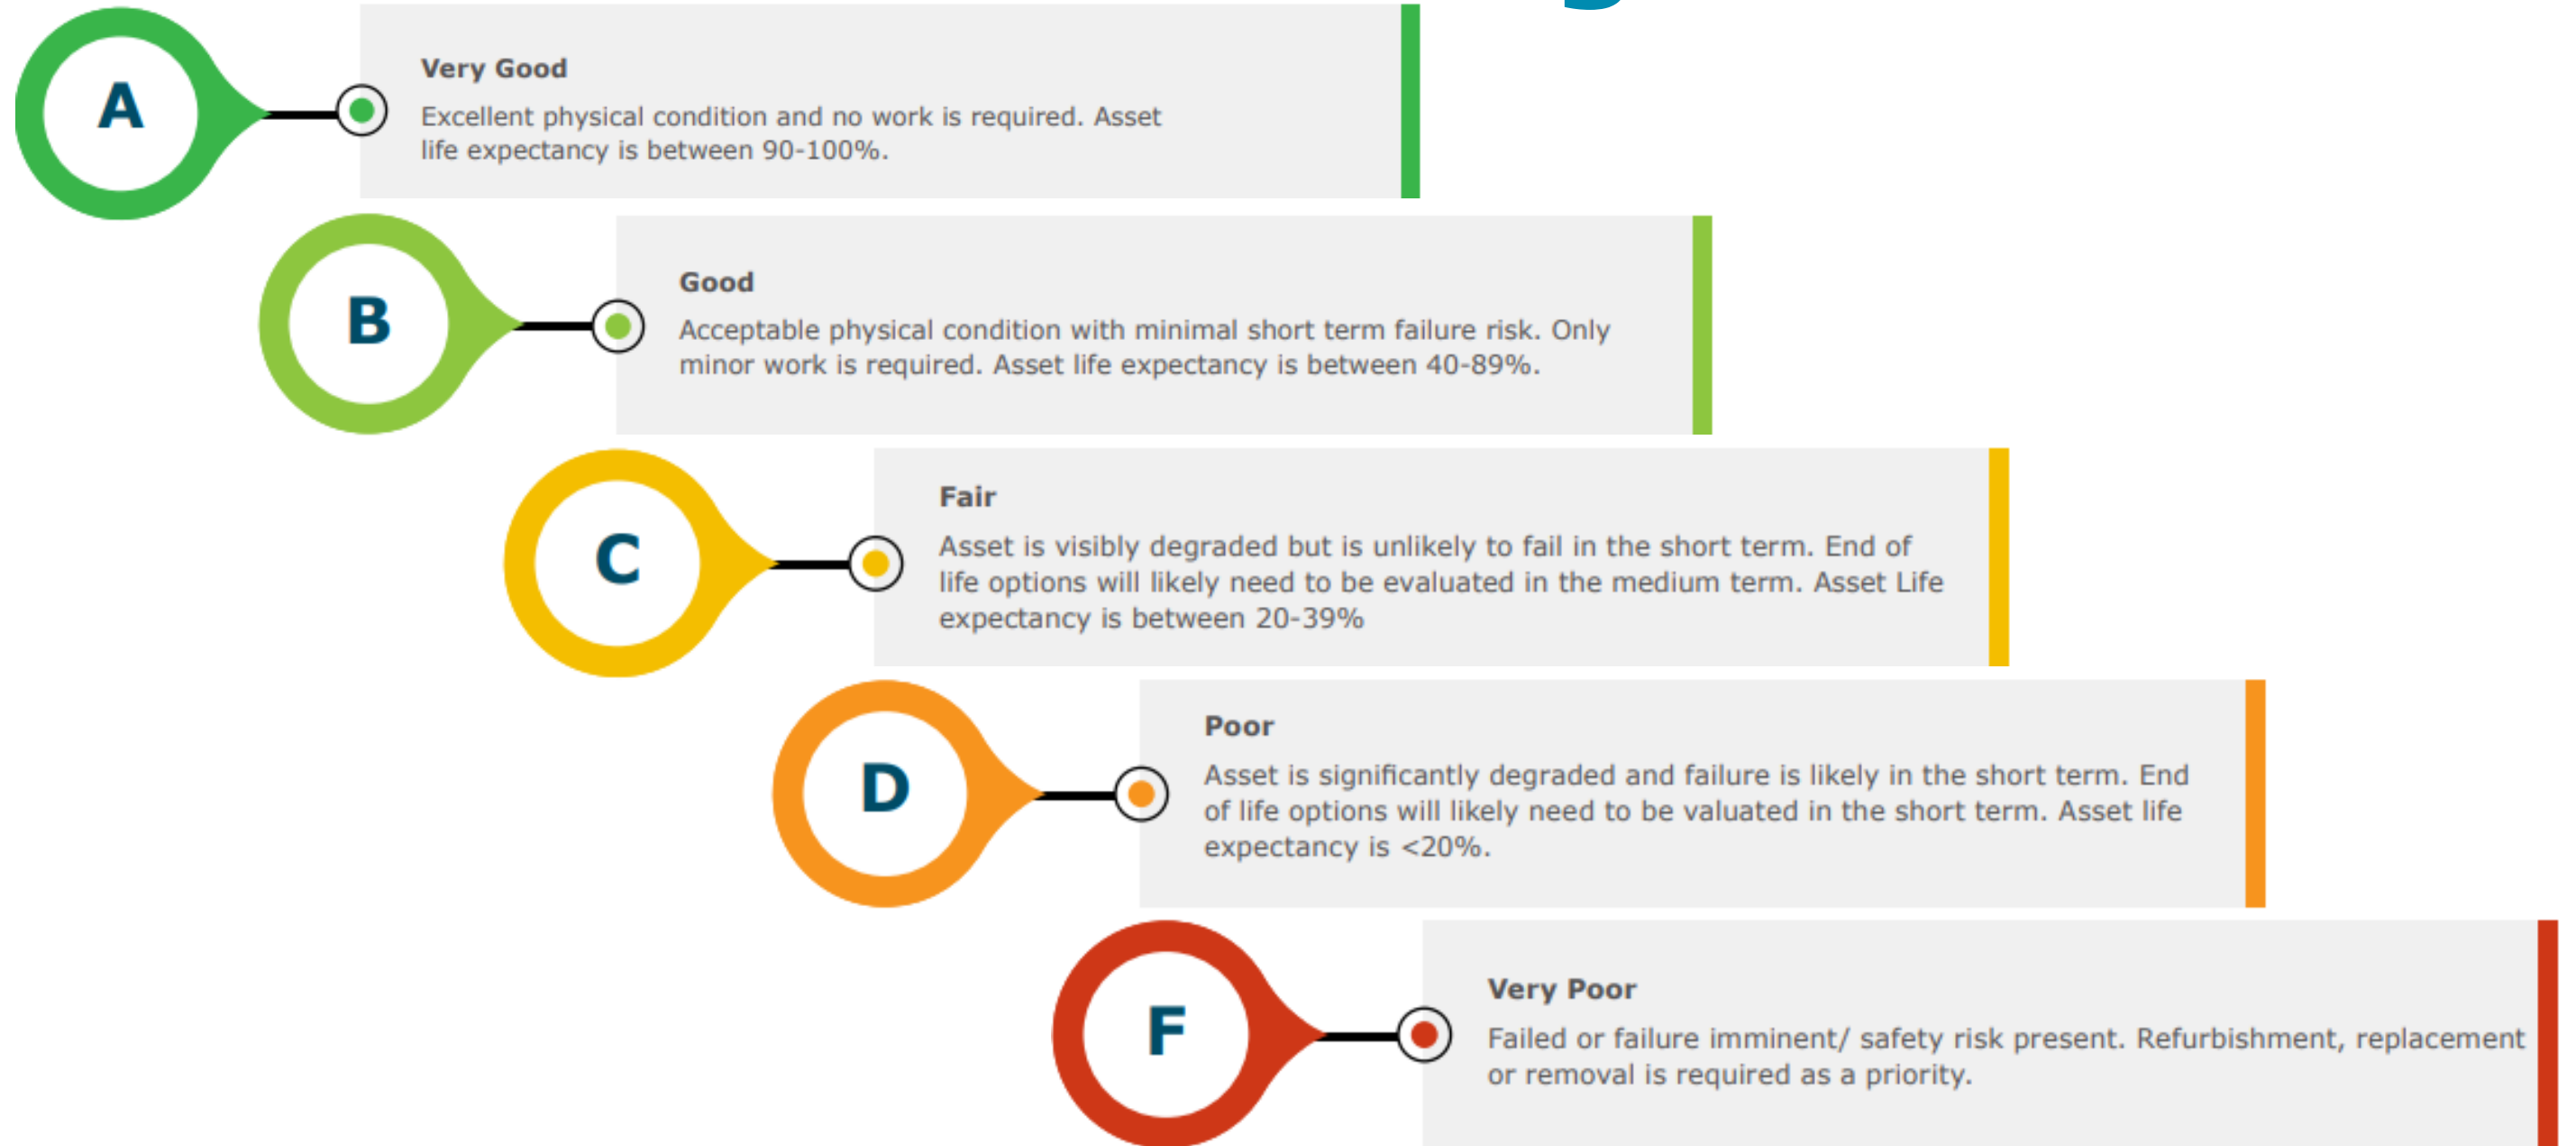 A
Very Good
Excellent physical condition and no work is required. Asset
life expectancy is between 90-100%.
B
Good
Acceptable physical condition with minimal short term failure risk. Only
minor work is required. Asset life expectancy is between 40-89%.
C
Fair
Asset is visibly degraded but is unlikely to fail in the short term. End of
life options will likely need to be evaluated in the medium term. Asset Life
expectancy is between 20-39%
D
Poor
Asset is significantly degraded and failure is likely in the short term. End
of life options will likely need to be valuated in the short term. Asset life
expectancy is <20%.
F
Very Poor
Failed or failure imminent/ safety risk present. Refurbishment, replacement
or removal is required as a priority.